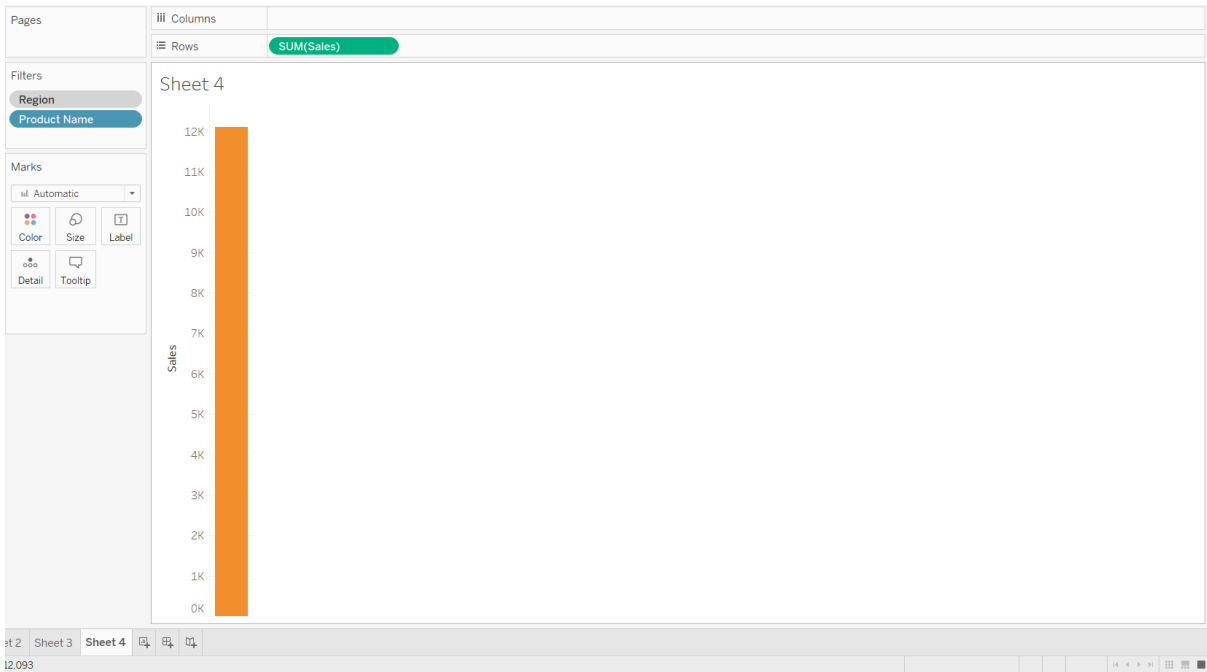 Pages
Columns
Rows
SUM(Sales)
Filters
Region
Product Name
Marks
Automatic
Color
Size
T
Label
Detail
Tooltip
Sheet 4
Sales
12K
11K
10K
9K
8K
7K
6K
5K
4K
3K
2K
1K
0K
et 2
Sheet 3
Sheet 4
12,093